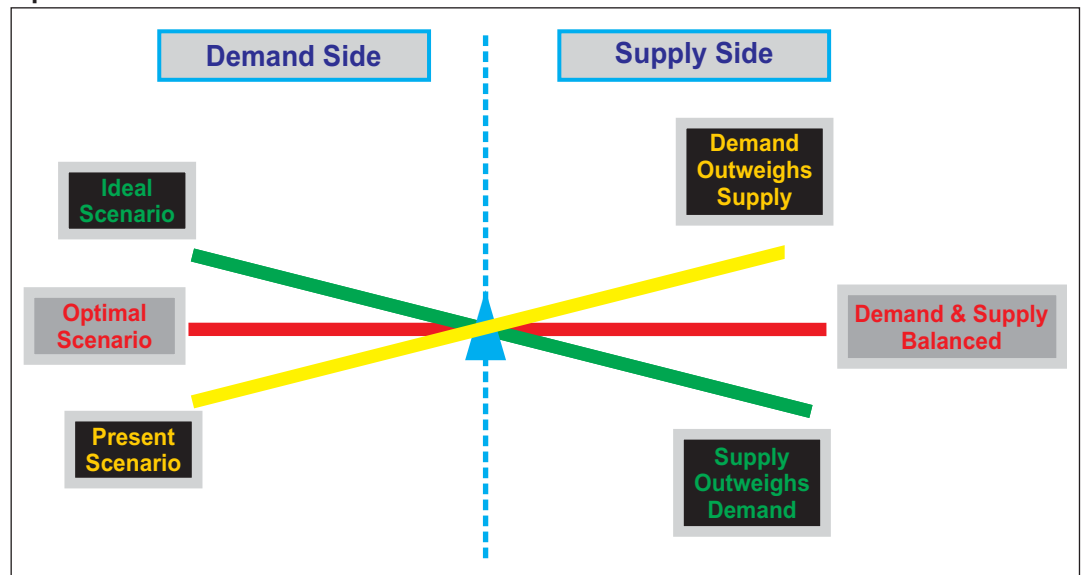 Demand Side
Supply Side
Demand
Outweighs
Supply
Ideal
Scenario
Optimal
Scenario
Demand & Supply
Balanced
Present
Scenario
Supply
Outweighs
Demand